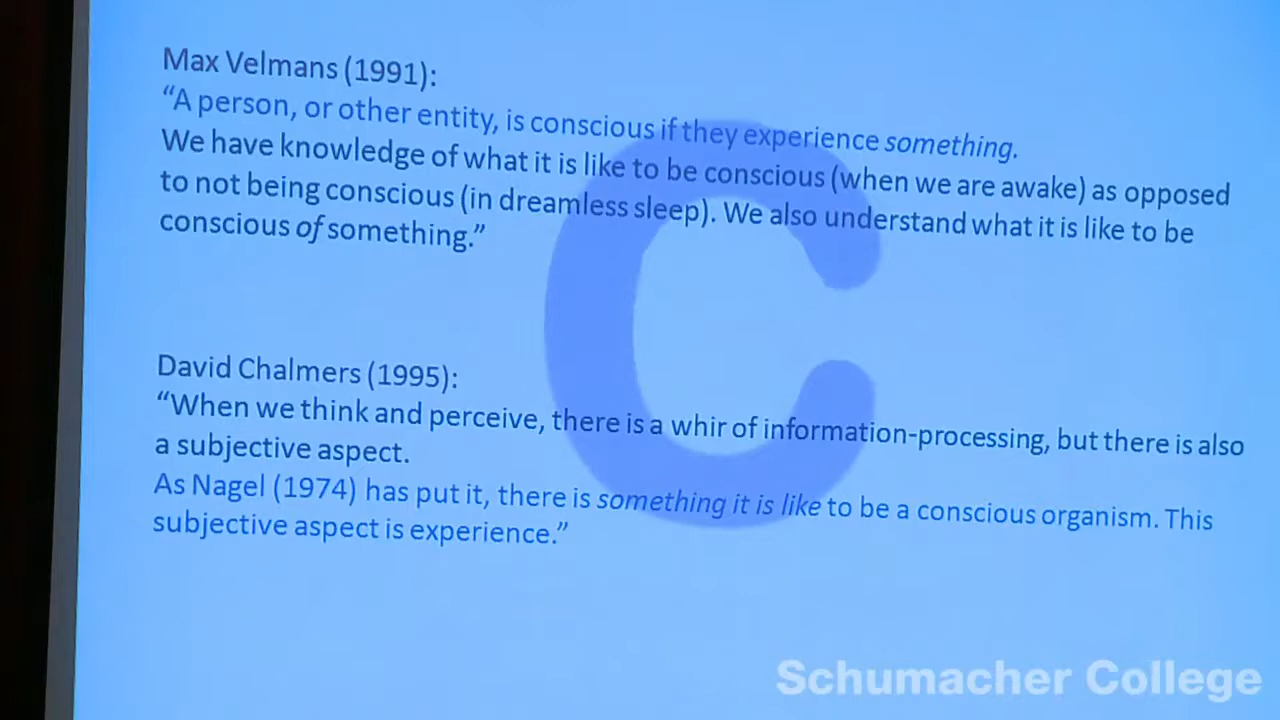 Max Velmans (1991):
“A person, or other entity, is conscious if they experience something.
We have knowledge of what it is like to be conscious (when we are awake) as opposed
to not being conscious (in dreamless sleep). We also understand what it is like to be
conscious of something.”
C
David Chalmers (1995):
“When we think and perceive, there is a whir of information-processing, but there is also
a subjective aspect.
As Nagel (1974) has put it, there is something it is like to be a conscious organism. This
subjective aspect is experience.”
Schumacher College